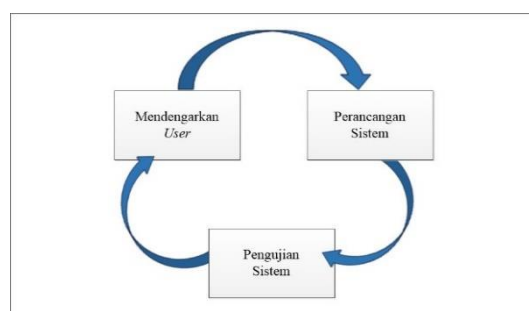 Mendengarkan
User
Perancangan
Sistem
Pengujian
Sistem